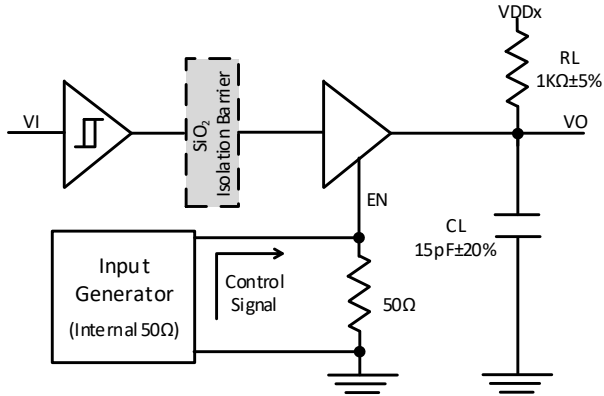 VDDx
RL
1KΩ±5%
VI
SiO2
Isolation Barrier
VO
EN
CL
15pF±20%
Input
Generator
(Internal 50Ω)
Control
Signal
50Ω